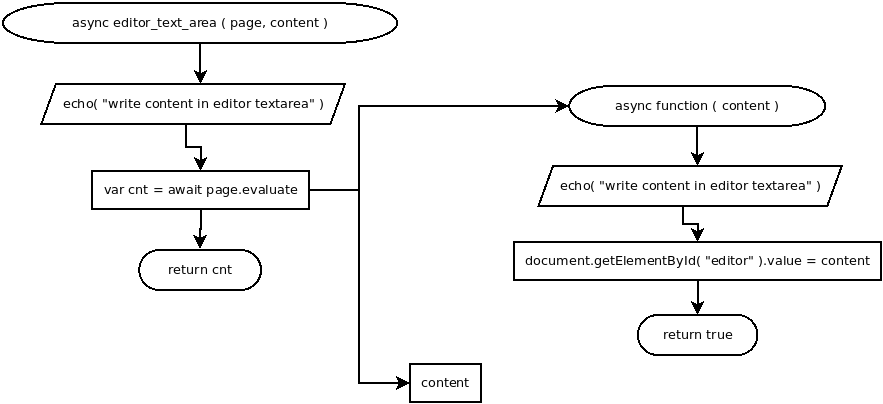 async editor_text_area ( page, content )
echo( "write content in editor textarea" )
var cnt = await page.evaluate
return cnt
async function ( content )
echo( "write content in editor textarea" )
document.getElementById( "editor" ).value = content
return true
content